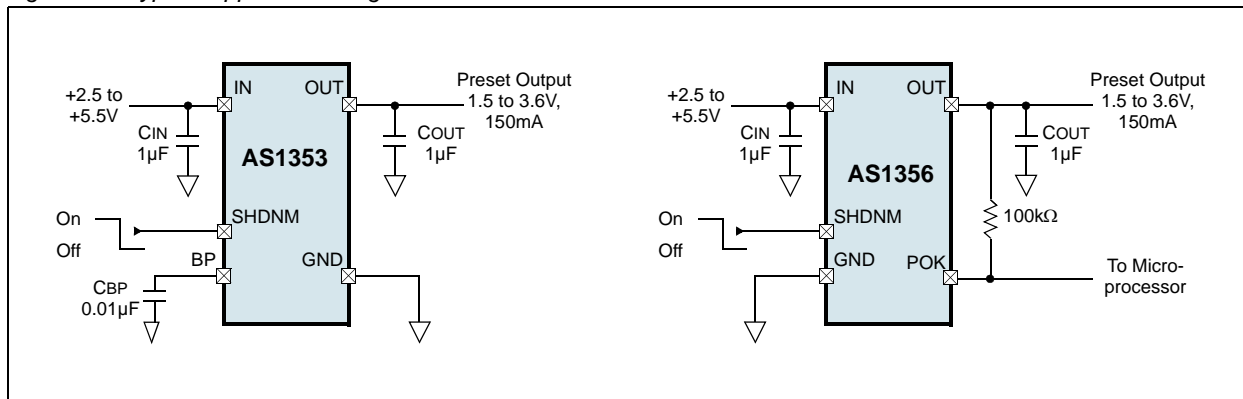 +2.5 to
+5.5V
CIN
1µF
IN
OUT
AS1353
Preset Output
1.5 to 3.6V,
150mA
COUT
1µF
On
Off
SHDNM
BP
GND
CBP
0.01µF
+2.5 to
+5.5V
CIN
1µF
IN
OUT
AS1356
Preset Output
1.5 to 3.6V,
150mA
COUT
1µF
100kΩ
On
Off
SHDNM
GND
POK
To Micro-
processor